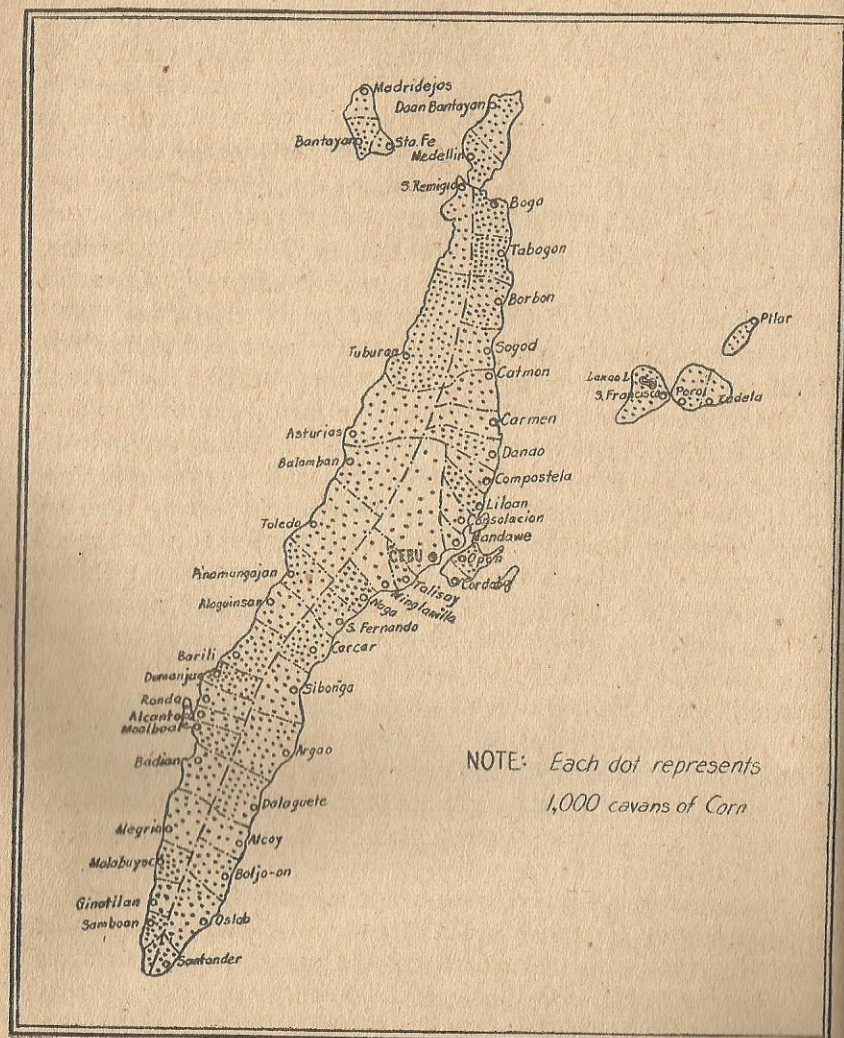 Madridejos
Daan Bantayan
Bantayan
Sta. Fe
Medellin
S. Remigio
Bogo
Tabogon
Borbon
Pilar
Tuburan
Sogod
Catmon
S. Francisco
Poro
Tudela
Carmen
Asturias
Danao
Balamban
Compostela
Liloan
Consolacion
Toledo
Mandawe
CEBU
Opon
Pinamungajan
Talisay
Cordoba
Minglanilla
Aloguinsan
Naga
S. Fernando
Carcar
Barili
Dumanjug
Sibonga
Ronda
Alcanta
Moalboal
Argao
Badian
NOTE: Each dot represents
1,000 cavans of Corn
Dalaguete
Alegria
Alcoy
Malabuyoc
Boljo-on
Ginatilan
Samboan
Oslob
Santander